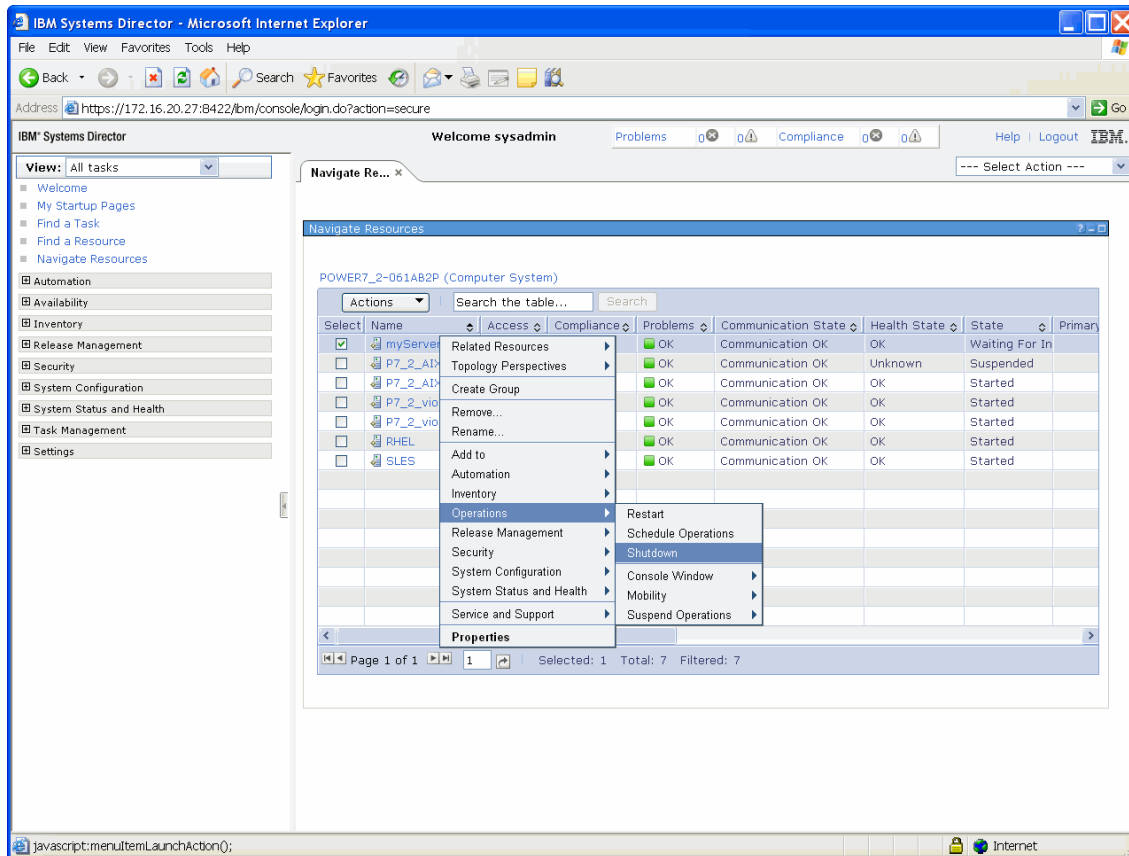 IBM Systems Director - Microsoft Internet Explorer
File Edit View Favorites Tools Help
Back Search Favorites
Address https://172.16.20.27:8422/ibm/console/login.do?action=secure Go
IBM® Systems Director Welcome sysadmin Problems 0 0 Compliance 0 0 Help Logout IBM.
View: All tasks
Navigate Re... × --- Select Action ---
Welcome
My Startup Pages
Find a Task
Find a Resource
Navigate Resources
Automation
Availability
Inventory
Release Management
Security
System Configuration
System Status and Health
Task Management
Settings
Navigate Resources ? – □
POWER7_2-061AB2P (Computer System)
Actions Search the table... Search
Select Name Access Compliance Problems Communication State Health State State Primary
myServer OK Communication OK OK Waiting For In
P7_2_AIX OK Communication OK Unknown Suspended
P7_2_AIX OK Communication OK OK Started
P7_2_vio OK Communication OK OK Started
P7_2_vio OK Communication OK OK Started
RHEL OK Communication OK OK Started
SLES OK Communication OK OK Started
Related Resources
Topology Perspectives
Create Group
Remove...
Rename...
Add to
Automation
Inventory
Operations
Release Management
Security
System Configuration
System Status and Health
Service and Support
Properties
Restart
Schedule Operations
Shutdown
Console Window
Mobility
Suspend Operations
Page 1 of 1 1 Selected: 1 Total: 7 Filtered: 7
javascript:menuItemLaunchAction(); Internet